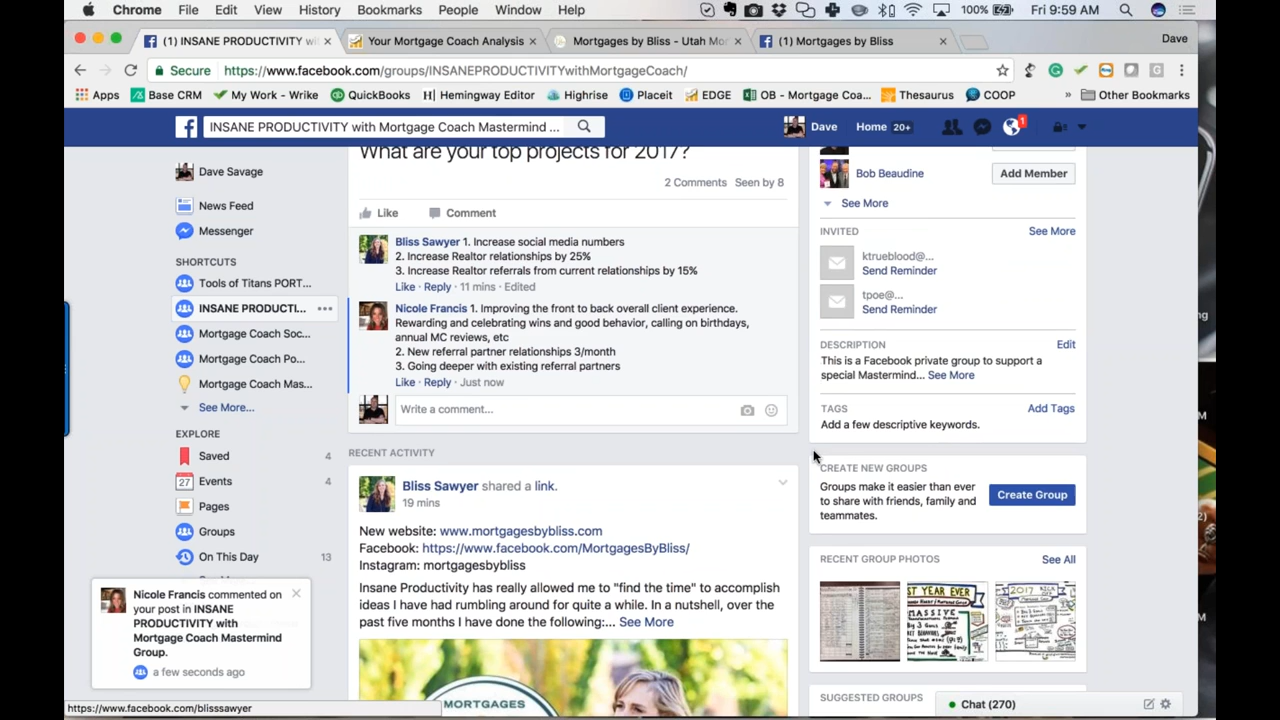 Chrome File Edit View History Bookmarks People Window Help 100% Fri 9:59 AM
(1) INSANE PRODUCTIVITY wit
Your Mortgage Coach Analysis
Mortgages by Bliss - Utah Mor
(1) Mortgages by Bliss
Dave
Secure https://www.facebook.com/groups/INSANEPRODUCTIVITYwithMortgageCoach/
Apps Base CRM My Work - Wrike QuickBooks Hemingway Editor Highrise Placeit EDGE OB - Mortgage Coa... Thesaurus COOP » Other Bookmarks
INSANE PRODUCTIVITY with Mortgage Coach Mastermind ...
Dave Home 20+ 1
Dave Savage
News Feed
Messenger
SHORTCUTS
Tools of Titans PORT...
INSANE PRODUCTI...
Mortgage Coach Soc...
Mortgage Coach Po...
Mortgage Coach Mas...
See More...
EXPLORE
Saved 4
27 Events 4
Pages
Groups
On This Day 13
What are your top projects for 2017?
2 Comments Seen by 8
Like Comment
Bliss Sawyer 1. Increase social media numbers
2. Increase Realtor relationships by 25%
3. Increase Realtor referrals from current relationships by 15%
Like · Reply · 11 mins · Edited
Nicole Francis 1. Improving the front to back overall client experience.
Rewarding and celebrating wins and good behavior, calling on birthdays,
annual MC reviews, etc
2. New referral partner relationships 3/month
3. Going deeper with existing referral partners
Like · Reply · Just now
Write a comment...
RECENT ACTIVITY
Bliss Sawyer shared a link.
19 mins
New website: www.mortgagesbybliss.com
Facebook: https://www.facebook.com/MortgagesByBliss/
Instagram: mortgagesbybliss
Insane Productivity has really allowed me to "find the time" to accomplish
ideas I have had rumbling around for quite a while. In a nutshell, over the
past five months I have done the following:... See More
MORTGAGES
Bob Beaudine Add Member
See More
INVITED See More
ktrueblood@...
Send Reminder
tpoe@...
Send Reminder
DESCRIPTION Edit
This is a Facebook private group to support a
special Mastermind... See More
TAGS Add Tags
Add a few descriptive keywords.
CREATE NEW GROUPS
Groups make it easier than ever
to share with friends, family and
teammates.
Create Group
RECENT GROUP PHOTOS See All
ST YEAR EVER
MASSIVE
2017
SUGGESTED GROUPS
Chat (270)
Nicole Francis commented on
your post in INSANE
PRODUCTIVITY with
Mortgage Coach Mastermind
Group.
a few seconds ago
https://www.facebook.com/blisssawyer